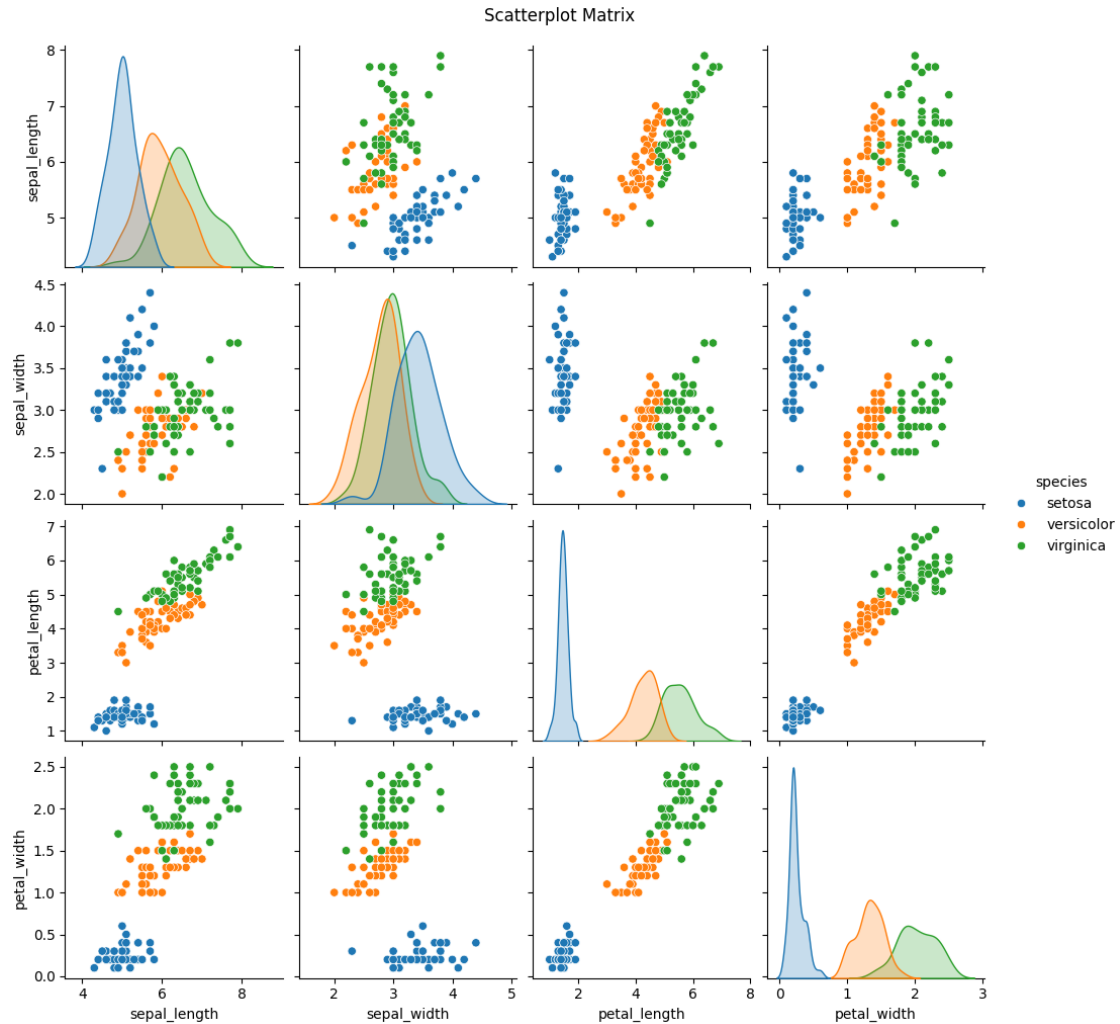 Scatterplot Matrix
8
7
6
5
sepal_length
4.5
4.0
3.5
3.0
2.5
2.0
sepal_width
species
setosa
versicolor
virginica
7
6
5
4
3
2
1
petal_length
2.5
2.0
1.5
1.0
0.5
0.0
petal_width
4 6 8 2 3 4 5 2 4 6 8 0 1 2 3
sepal_length sepal_width petal_length petal_width